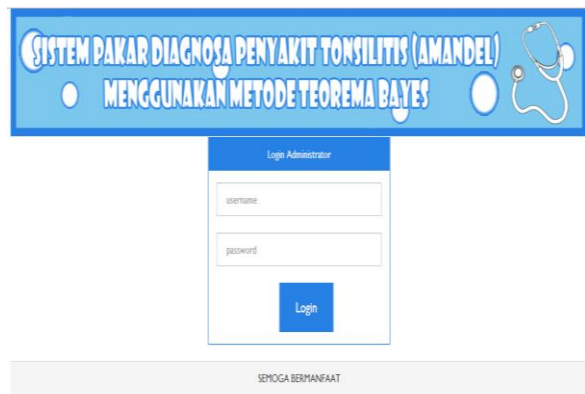 SISTEM PAKAR DIAGNOSA PENYAKIT TONSILITIS (AMANDEL)
MENGGUNAKAN METODE TEOREMA BAYES
Login Administrator
username
password
Login
SEMOGA BERMANFAAT